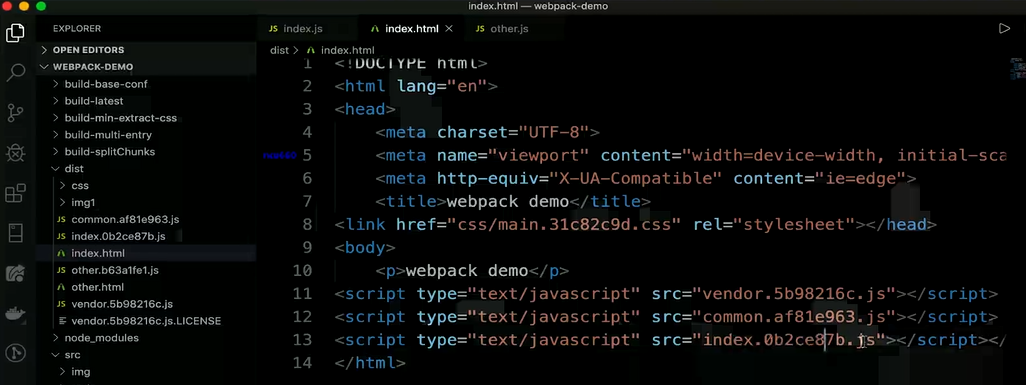 index.html — webpack-demo
EXPLORER
OPEN EDITORS
WEBPACK-DEMO
build-base-conf
build-latest
build-min-extract-css
build-multi-entry
build-splitChunks
dist
css
img1
JS common.af81e963.js
JS index.0b2ce87b.js
index.html
JS other.b63a1fe1.js
other.html
JS vendor.5b98216c.js
vendor.5b98216c.js.LICENSE
node_modules
src
img
JS index.js
index.html
JS other.js
dist > index.html
1 <!DOCTYPE html>
2 <html lang="en">
3 <head>
4 <meta charset="UTF-8">
5 <meta name="viewport" content="width=device-width, initial-sca
6 <meta http-equiv="X-UA-Compatible" content="ie=edge">
7 <title>webpack demo</title>
8 <link href="css/main.31c82c9d.css" rel="stylesheet"></head>
9 <body>
10 <p>webpack demo</p>
11 <script type="text/javascript" src="vendor.5b98216c.js"></script>
12 <script type="text/javascript" src="common.af81e963.js"></script>
13 <script type="text/javascript" src="index.0b2ce87b.js"></script></
14 </html>